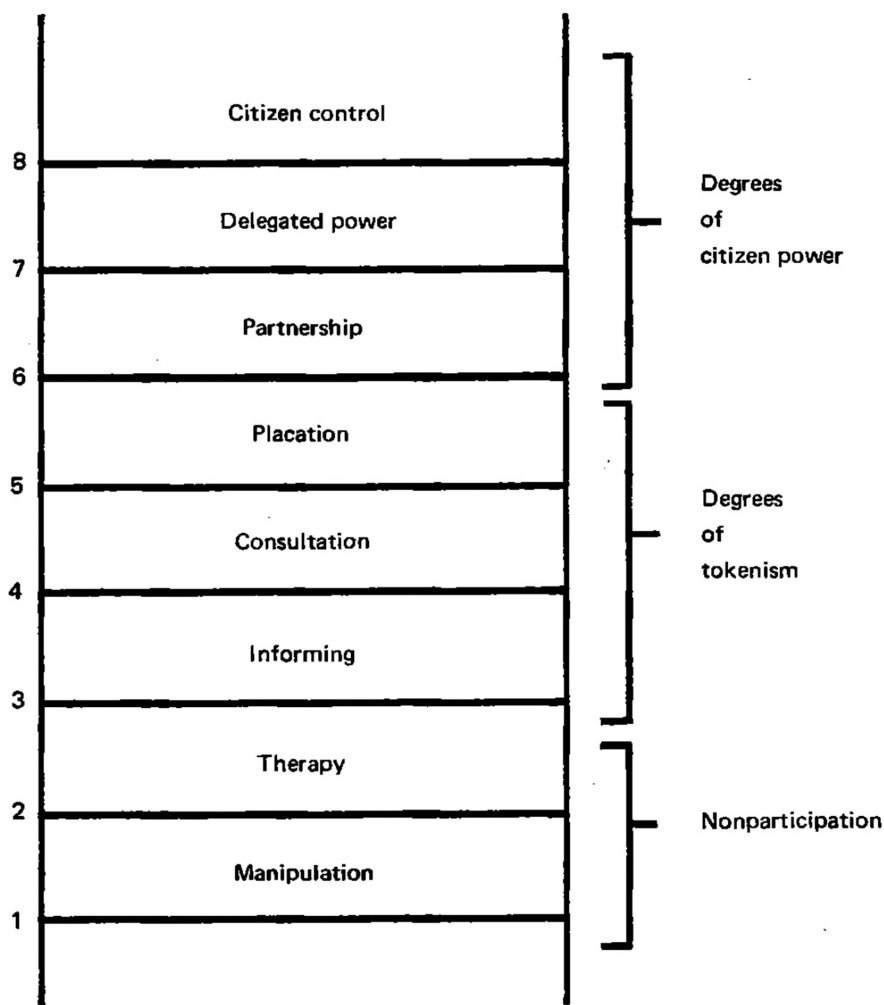 Citizen control
8
Delegated power
7
Partnership
6
Placation
5
Consultation
4
Informing
3
Therapy
2
Manipulation
1
Degrees
of
citizen power
Degrees
of
tokenism
Nonparticipation